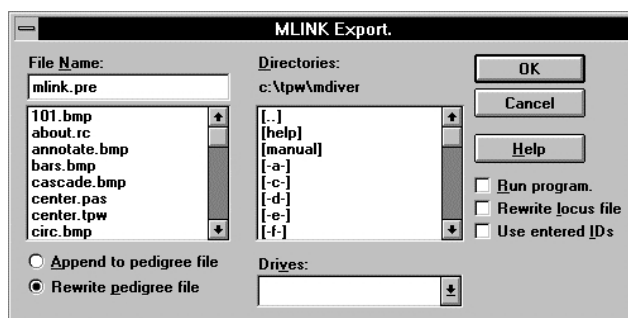 MLINK Export.
File Name:
mlink.pre
101.bmp
about.rc
annotate.bmp
bars.bmp
cascade.bmp
center.pas
center.tpw
circ.bmp
Append to pedigree file
Rewrite pedigree file
Directories:
c:\tpw\mdiver
[..]
[help]
[manual]
[-a-]
[-c-]
[-d-]
[-e-]
[-f-]
Drives:
OK
Cancel
Help
Run program.
Rewrite locus file
Use entered IDs